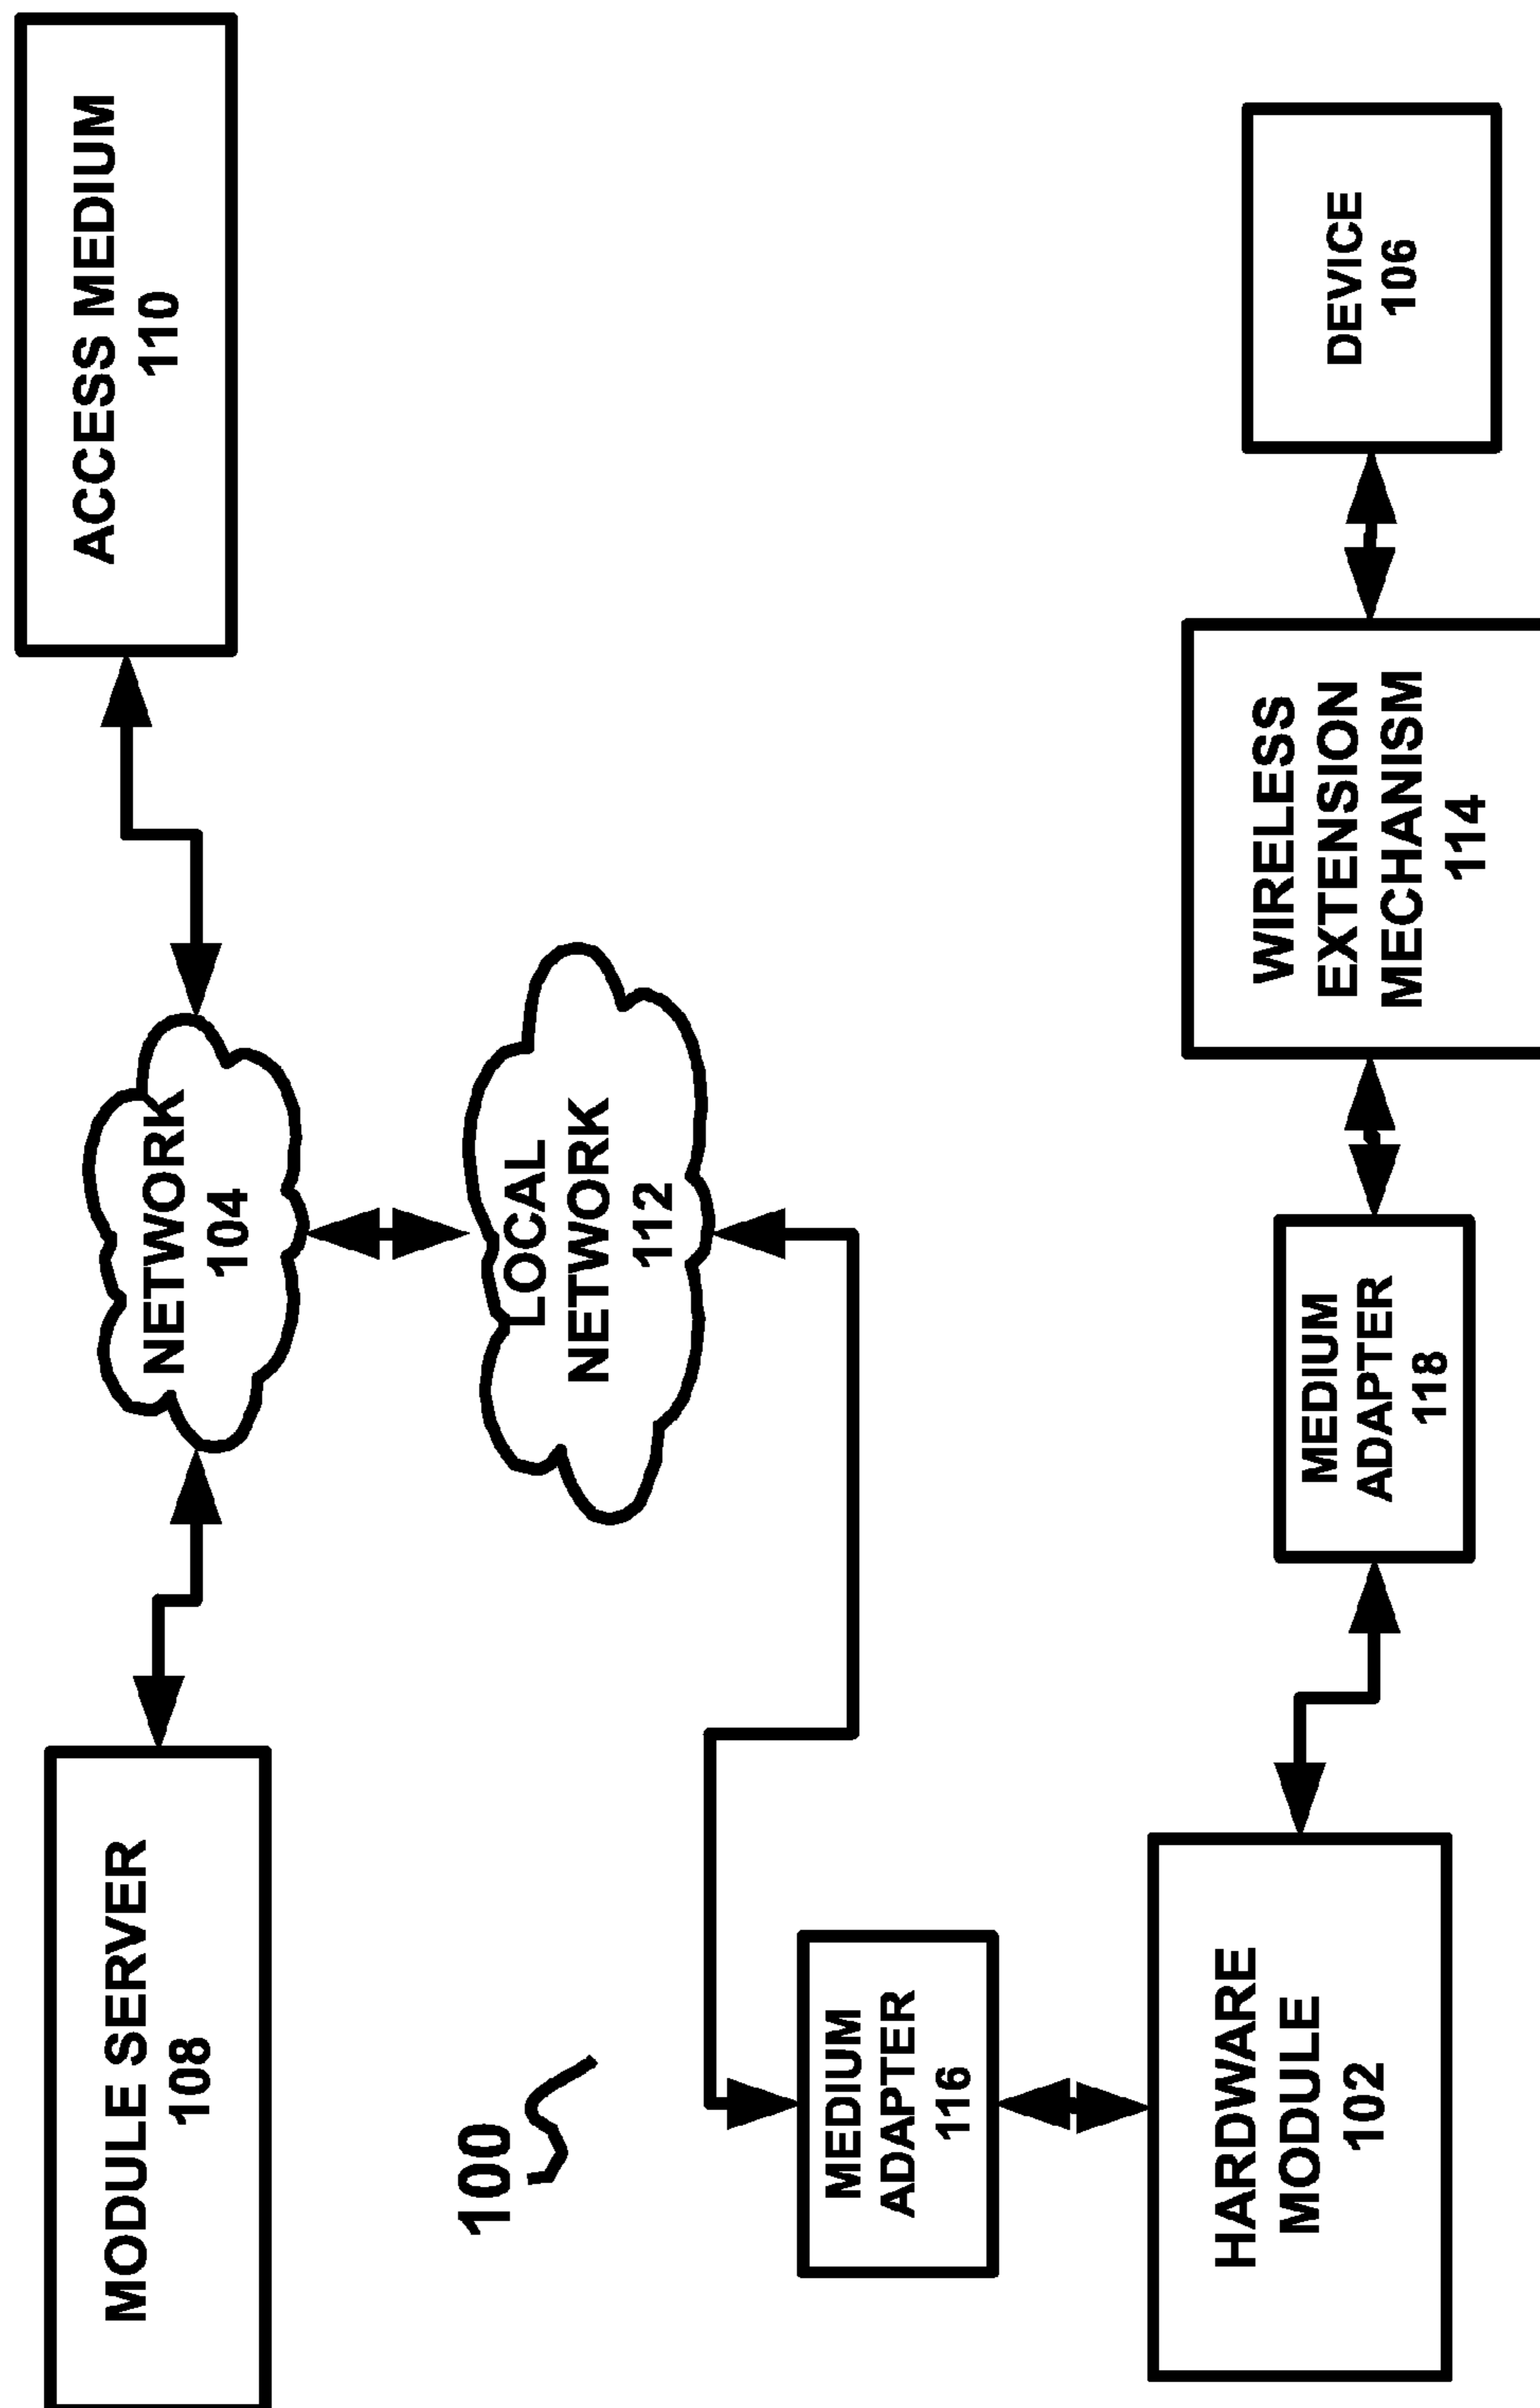 MODULE SERVER
108
NETWORK
104
ACCESS MEDIUM
110
100
LOCAL
NETWORK
112
MEDIUM
ADAPTER
116
HARDWARE
MODULE
102
MEDIUM
ADAPTER
118
WIRELESS
EXTENSION
MECHANISM
114
DEVICE
106